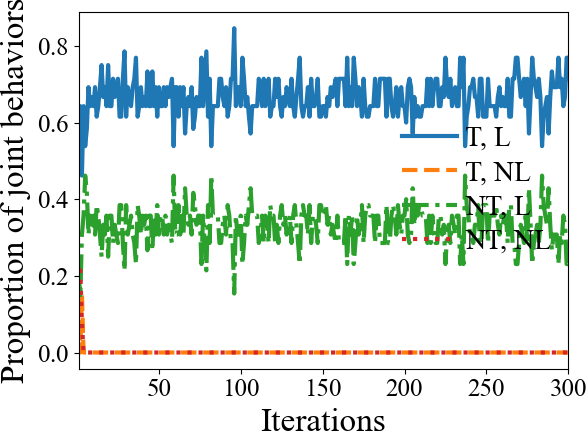 Proportion of joint behaviors
0.8
0.6
0.4
0.2
0.0
T, L
T, NL
NT, L
NT, NL
50
100
150
200
250
300
Iterations